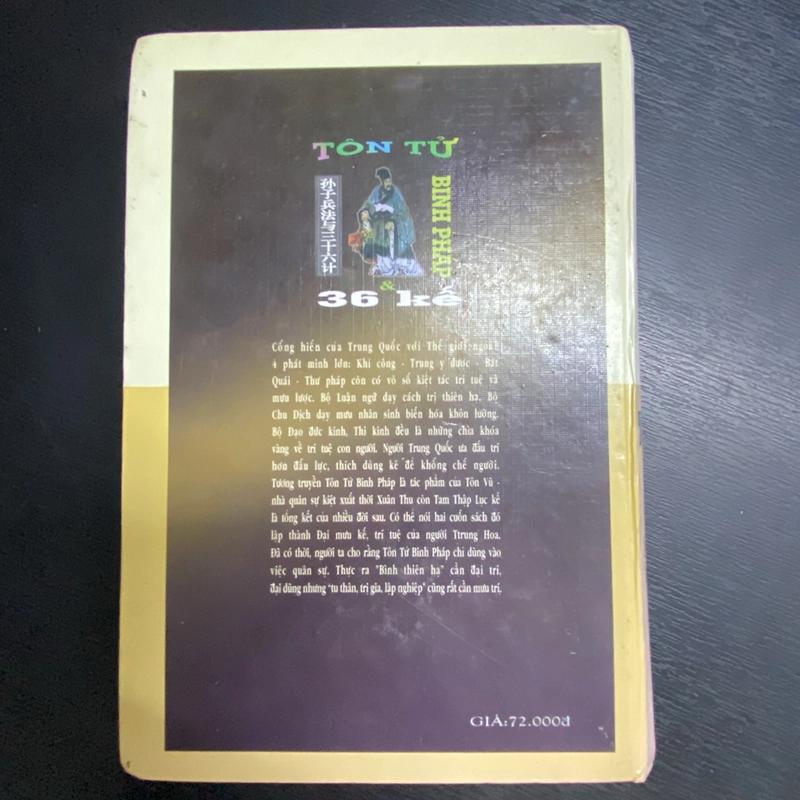 TÔN TỬ
孙子兵法与三十六计
BINH PHÁP
&
36 kế
Cống hiến của Trung Quốc với Thế giới ngoài
4 phát minh lớn: Khí công - Trung y dược - Bát
Quái - Thư pháp còn có vô số kiệt tác trí tuệ và
mưu lược. Bộ Luận ngữ dạy cách trị thiên hạ. Bộ
Chu Dịch dạy mưu nhân sinh biến hóa khôn lường.
Bộ Đạo đức kinh, Thi kinh đều là những chìa khóa
vàng về trí tuệ con người. Người Trung Quốc ưa đấu trí
hơn đấu lực, thích dùng kế để khống chế người.
Tương truyền Tôn Tử Binh Pháp là tác phẩm của Tôn Vũ -
nhà quân sự kiệt xuất thời Xuân Thu còn Tam Thập Lục kế
là tổng kết của nhiều đời sau. Có thể nói hai cuốn sách đó
lập thành Đại mưu kế, trí tuệ của người Ttrung Hoa.
Đã có thời, người ta cho rằng Tôn Tử Binh Pháp chỉ dùng vào
việc quân sự. Thực ra "Bình thiên hạ" cần đại trí,
đại dũng nhưng "tu thân, trị gia, lập nghiệp" cũng rất cần mưu trí.
GIÁ:72.000đ